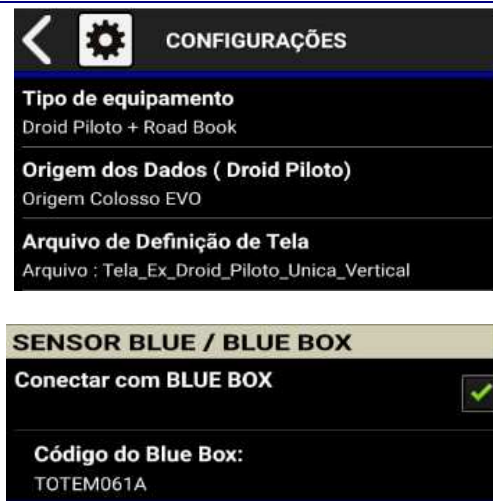 CONFIGURAÇÕES
Tipo de equipamento
Droid Piloto + Road Book
Origem dos Dados ( Droid Piloto)
Origem Colosso EVO
Arquivo de Definição de Tela
Arquivo : Tela_Ex_Droid_Piloto_Unica_Vertical
SENSOR BLUE / BLUE BOX
Conectar com BLUE BOX
Código do Blue Box:
TOTEM061A